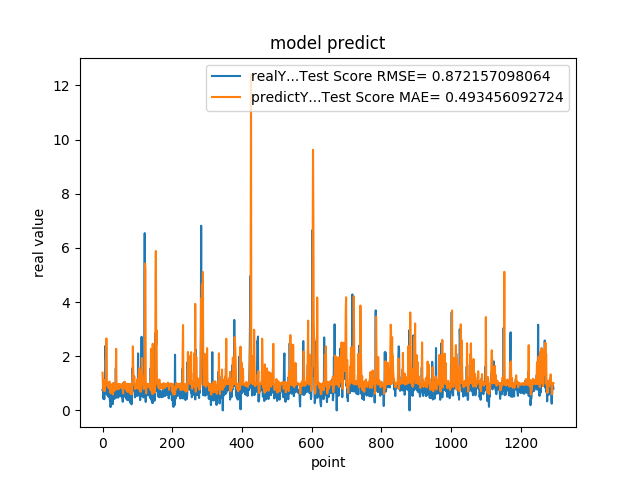 model predict
realY...Test Score RMSE= 0.872157098064
predictY...Test Score MAE= 0.493456092724
12
10
8
6
4
2
0
real value
0 200 400 600 800 1000 1200
point